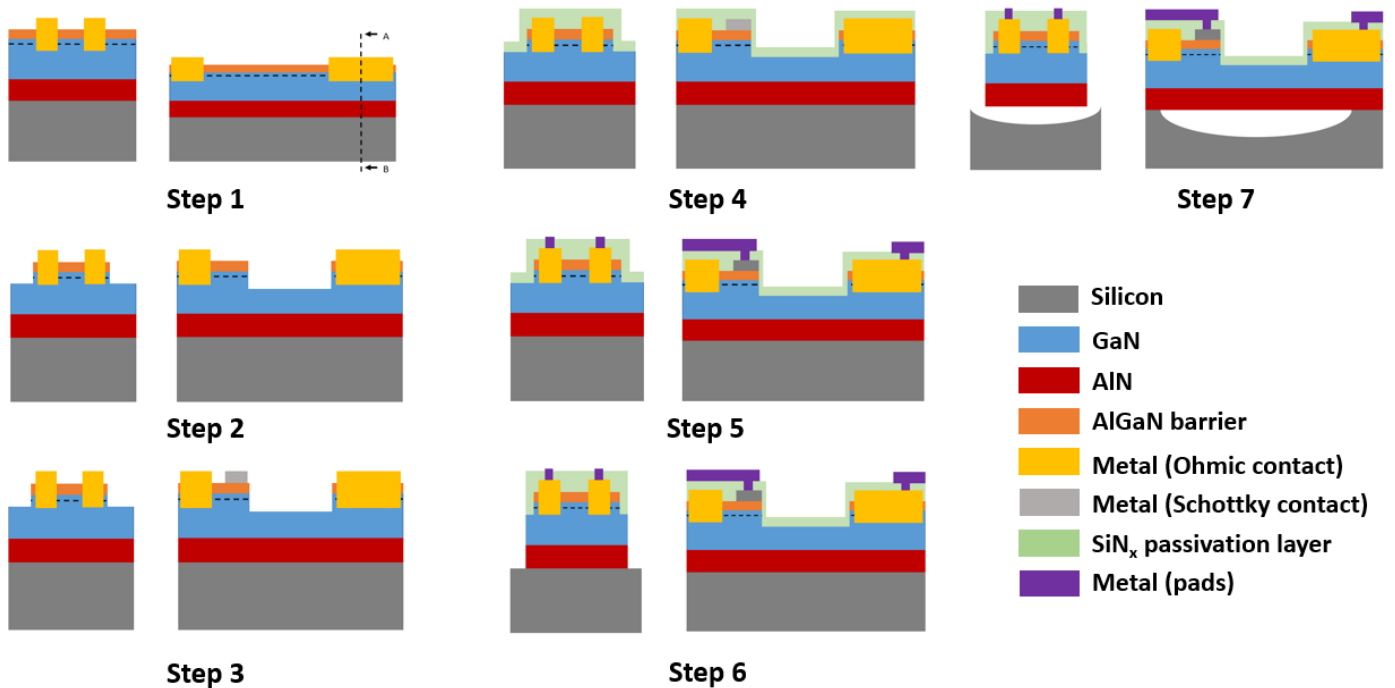 A
B
Step 1
Step 2
Step 3
Step 4
Step 5
Step 6
Step 7
Silicon
GaN
AlN
AlGaN barrier
Metal (Ohmic contact)
Metal (Schottky contact)
SiNx passivation layer
Metal (pads)